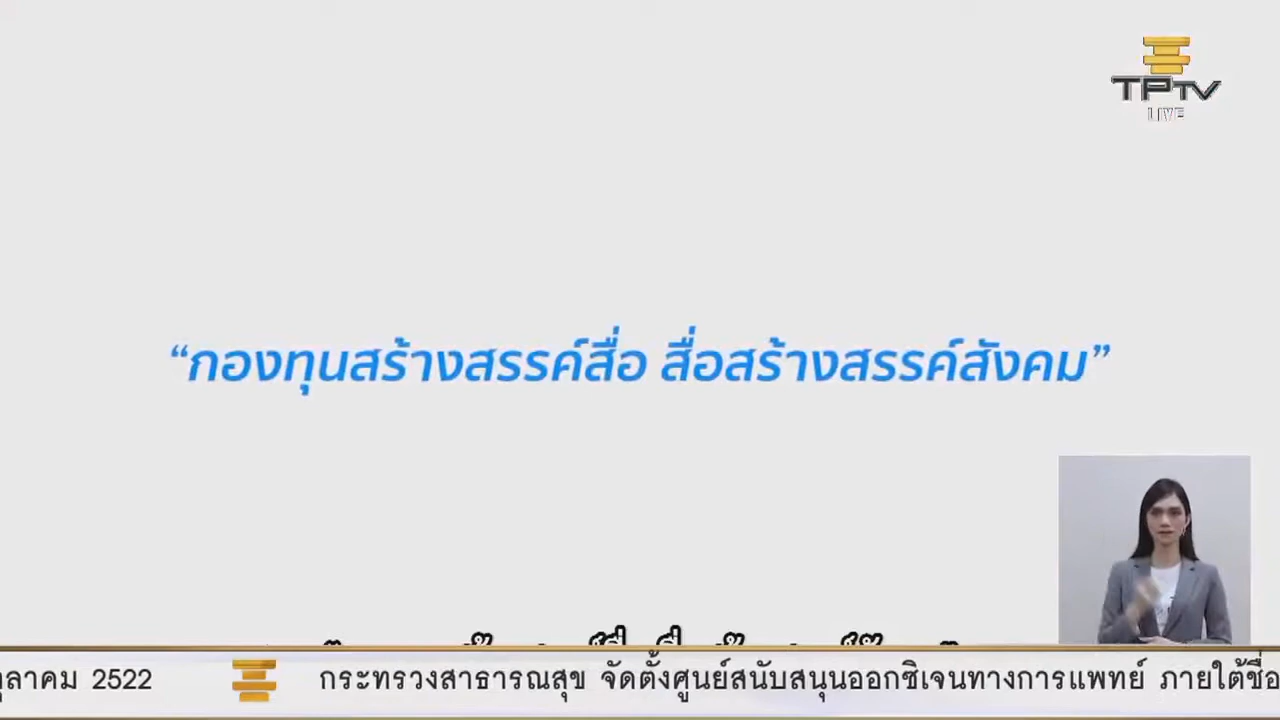 TPTV
LIVE
“กองทุนสร้างสรรค์สื่อ สื่อสร้างสรรค์สังคม”
ตุลาคม 2522 กระทรวงสาธารณสุข จัดตั้งศูนย์สนับสนุนออกซิเจนทางการแพทย์ ภายใต้ชื่อ